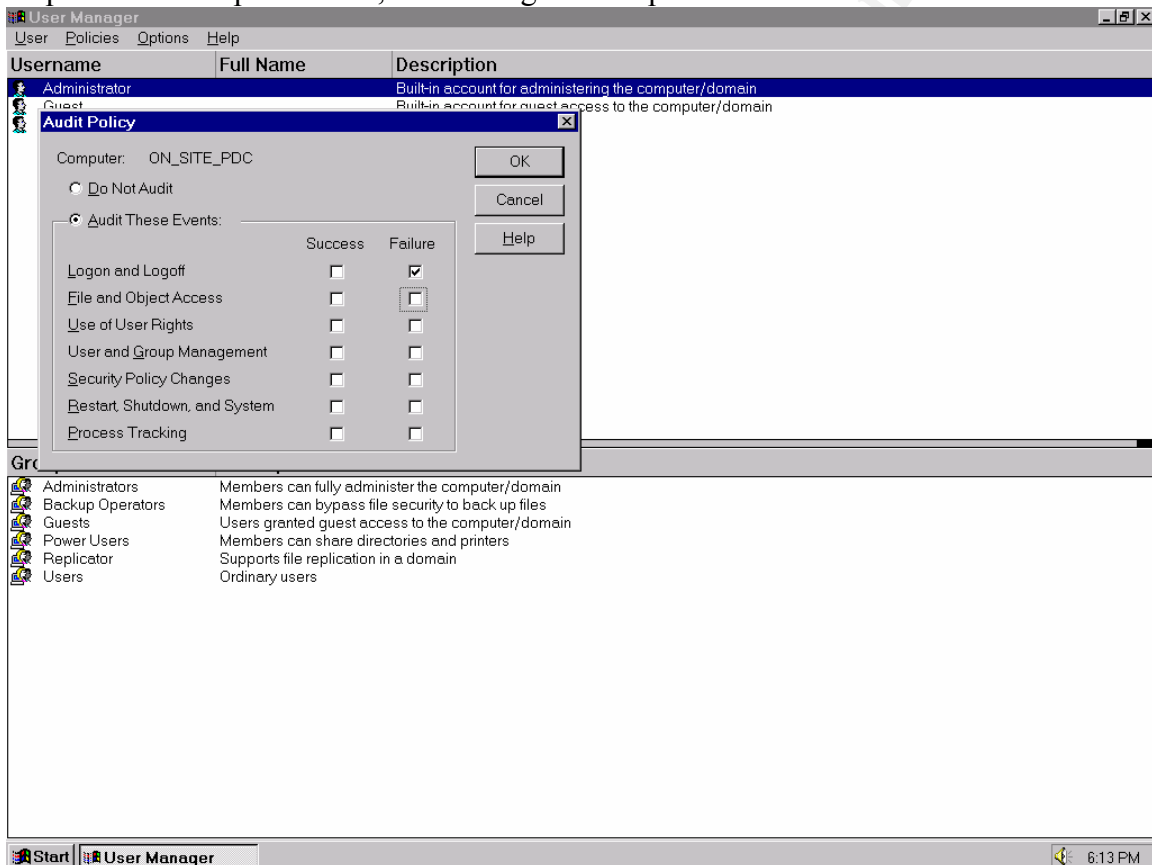 User Manager
User Policies Options Help
Username Full Name Description
Administrator Built-in account for administering the computer/domain
Guest Built-in account for guest access to the computer/domain
Audit Policy
Computer: ON_SITE_PDC
OK
Do Not Audit
Cancel
Audit These Events:
Help
Success Failure
Logon and Logoff
File and Object Access
Use of User Rights
User and Group Management
Security Policy Changes
Restart, Shutdown, and System
Process Tracking
Administrators Members can fully administer the computer/domain
Backup Operators Members can bypass file security to back up files
Guests Users granted guest access to the computer/domain
Power Users Members can share directories and printers
Replicator Supports file replication in a domain
Users Ordinary users
Start User Manager 6:13 PM